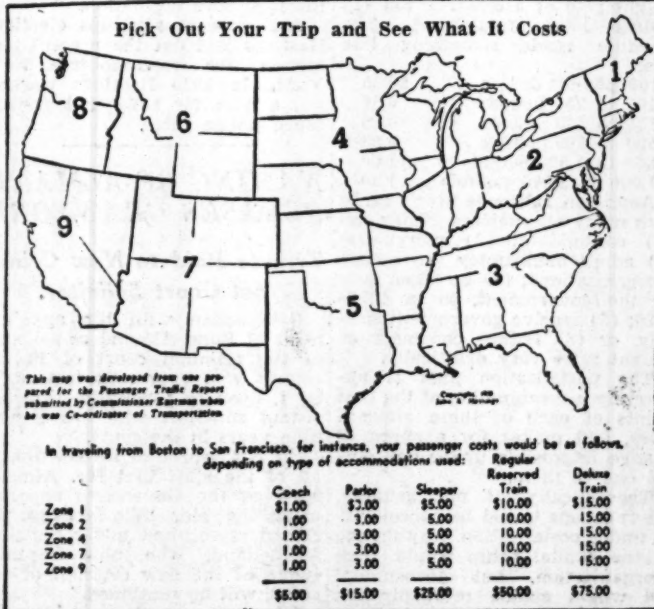 Pick Out Your Trip and See What It Costs
1
8
6
4
2
9
7
3
5
This map was developed from one pre-
pared for the Passenger Traffic Report
submitted by Commissioner Eastman when
he was Co-ordinator of Transportation.
In traveling from Boston to San Francisco, for instance, your passenger cost would be as follows
depending on type of accommodations used:
Coach Parlor Sleeper Regular Reserved Train Deluxe Train
Zone 1 $1.00 $3.00 $5.00 $10.00 $15.00
Zone 2 1.00 3.00 5.00 10.00 15.00
Zone 1.00 3.00 5.00 10.00 15.00
Zone 7 1.00 3.00 5.00 10.00 15.00
Zone 9 1.00 3.00 5.00 10.00 15.00
$5.00 $15.00 $25.00 $50.00 $75.00